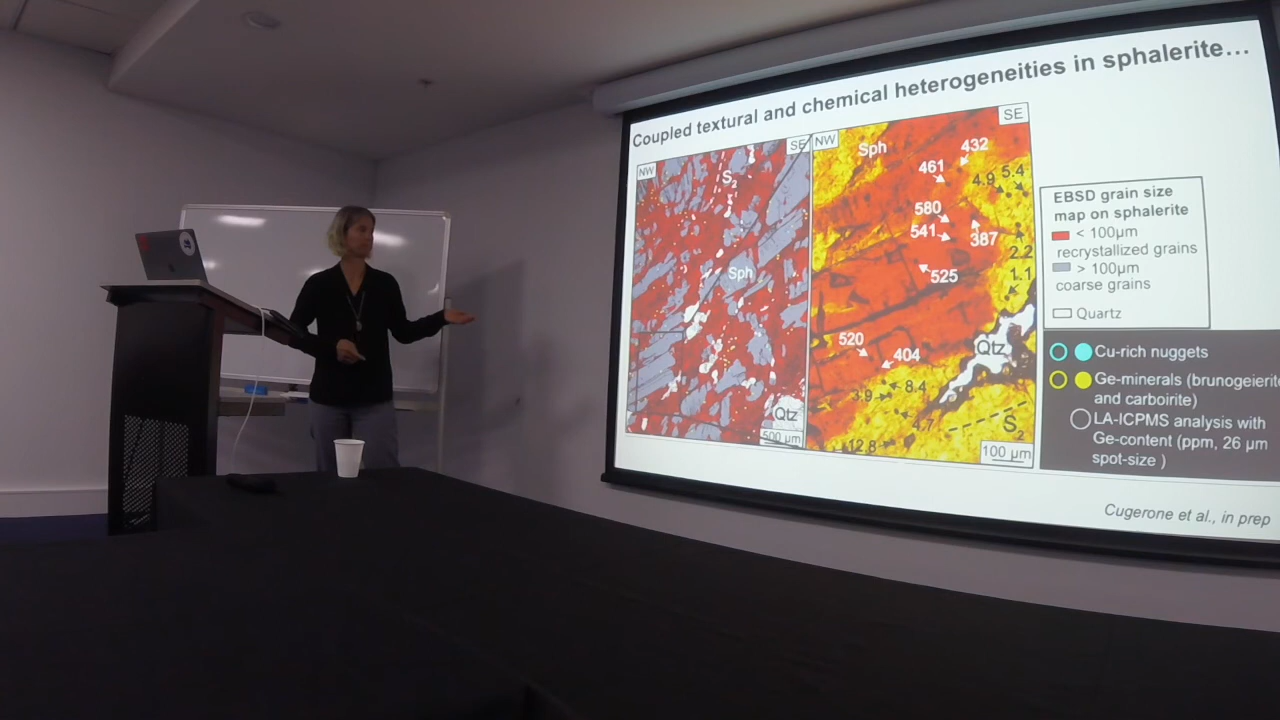 Coupled textural and chemical heterogeneities in sphalerite…
NW
SE
S2
Sph
Qtz
500 µm
NW
SE
Sph
432
461
4.9
5.4
580
541
387
2.2
525
1.1
520
404
Qtz
3.9
8.4
4.7
S2
12.8
100 µm
EBSD grain size
map on sphalerite
< 100µm
recrystallized grains
> 100µm
coarse grains
Quartz
Cu-rich nuggets
Ge-minerals (brunogeierite
and carboirite)
LA-ICPMS analysis with
Ge-content (ppm, 26 µm
spot-size )
Cugerone et al., in prep